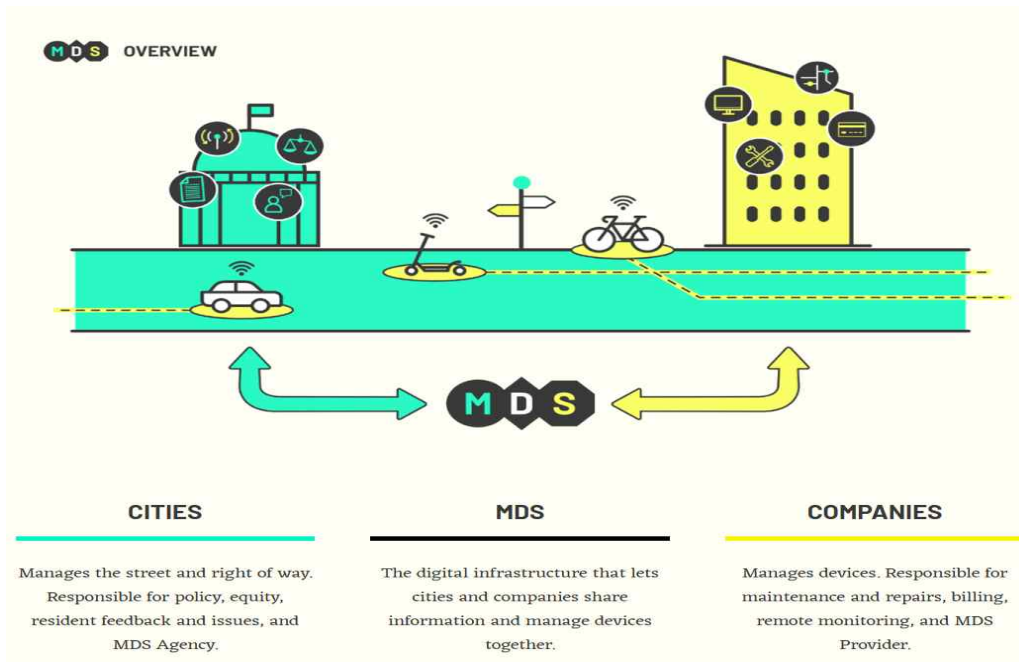 MDS OVERVIEW
MDS
CITIES
Manages the street and right of way.
Responsible for policy, equity,
resident feedback and issues, and
MDS Agency.
MDS
The digital infrastructure that lets
cities and companies share
information and manage devices
together.
COMPANIES
Manages devices. Responsible for
maintenance and repairs, billing,
remote monitoring, and MDS
Provider.